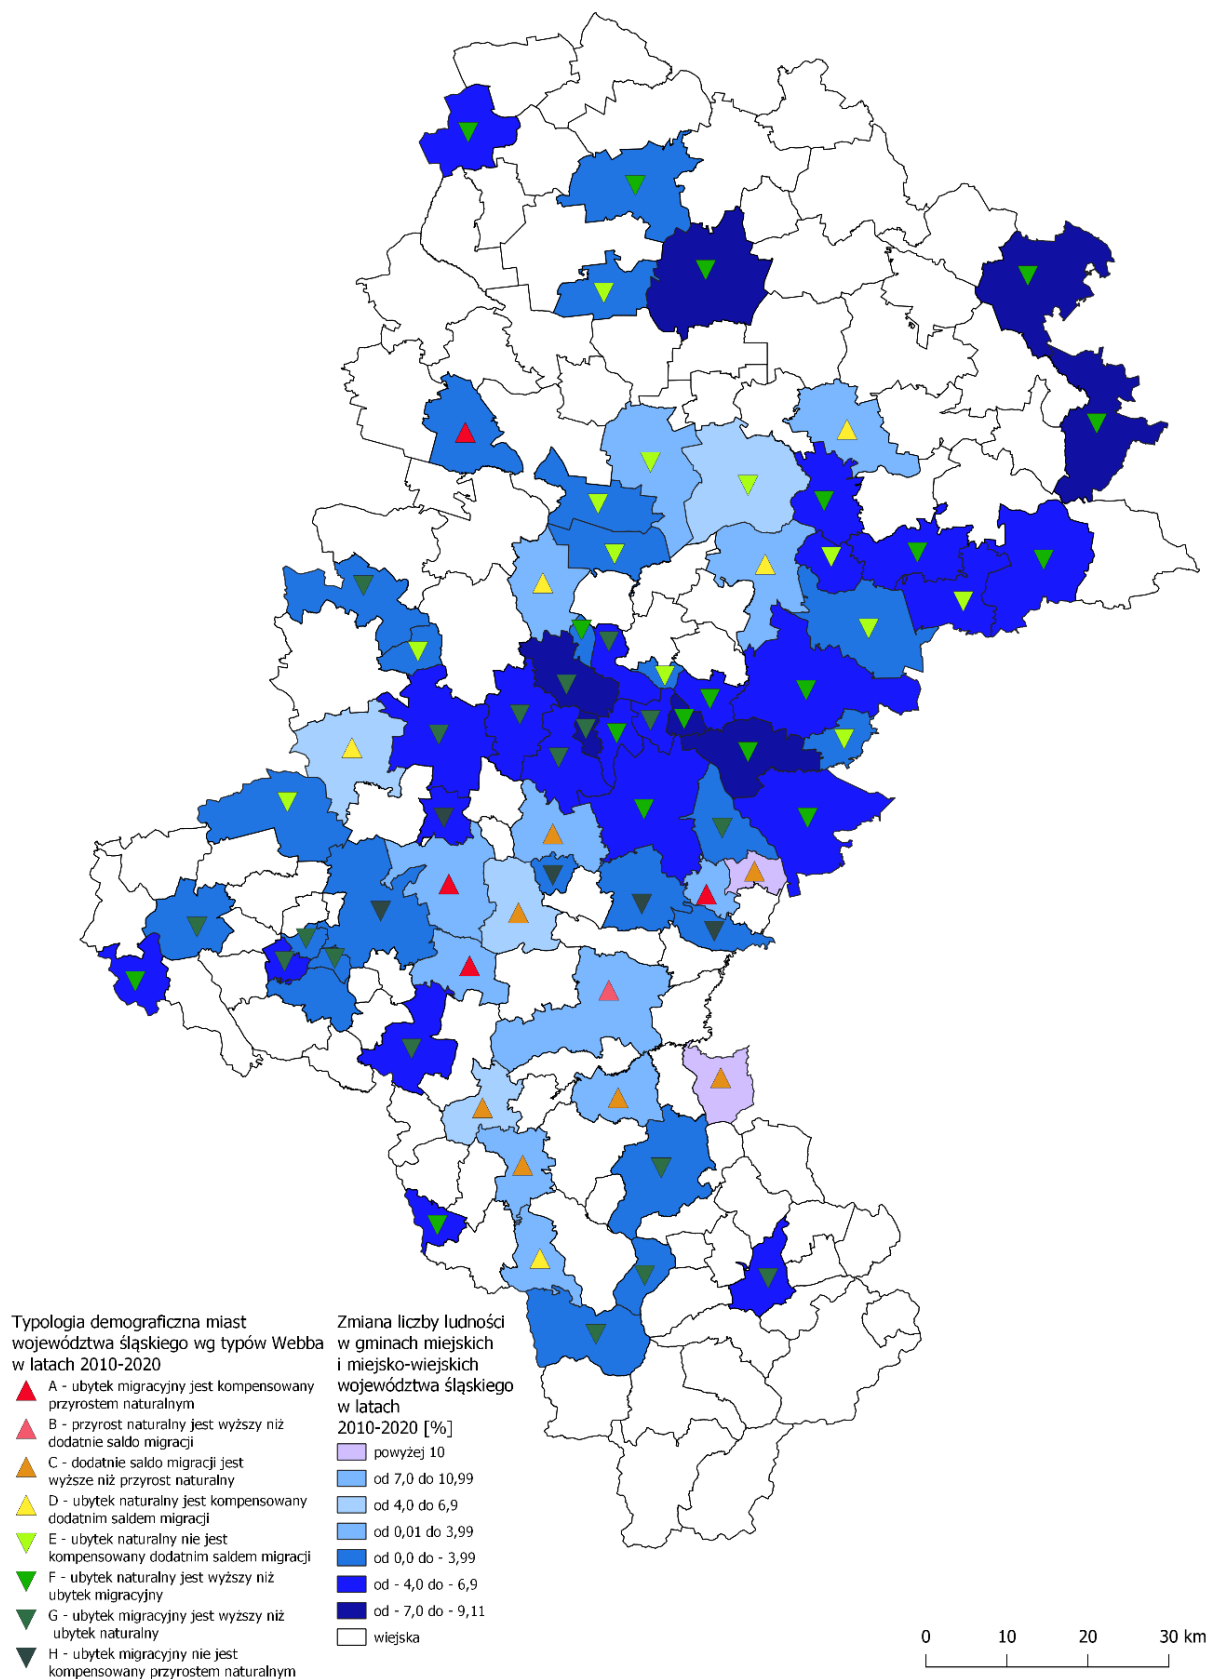 Typologia demograficzna miast
województwa śląskiego wg typów Webba
w latach 2010-2020
A - ubytek migracyjny jest kompensowany
przyrostem naturalnym
B - przyrost naturalny jest wyższy niż
dodatnie saldo migracji
C - dodatnie saldo migracji jest
wyższe niż przyrost naturalny
D - ubytek naturalny jest kompensowany
dodatnim saldem migracji
E - ubytek naturalny nie jest
kompensowany dodatnim saldem migracji
F - ubytek naturalny jest wyższy niż
ubytek migracyjny
G - ubytek migracyjny jest wyższy niż
ubytek naturalny
H - ubytek migracyjny nie jest
kompensowany przyrostem naturalnym
Zmiana liczby ludności
w gminach miejskich
i miejsko-wiejskich
województwa śląskiego
w latach
2010-2020 [%]
powyżej 10
od 7,0 do 10,99
od 4,0 do 6,9
od 0,01 do 3,99
od 0,0 do - 3,99
od - 4,0 do - 6,9
od - 7,0 do - 9,11
wiejska
0 10 20 30 km